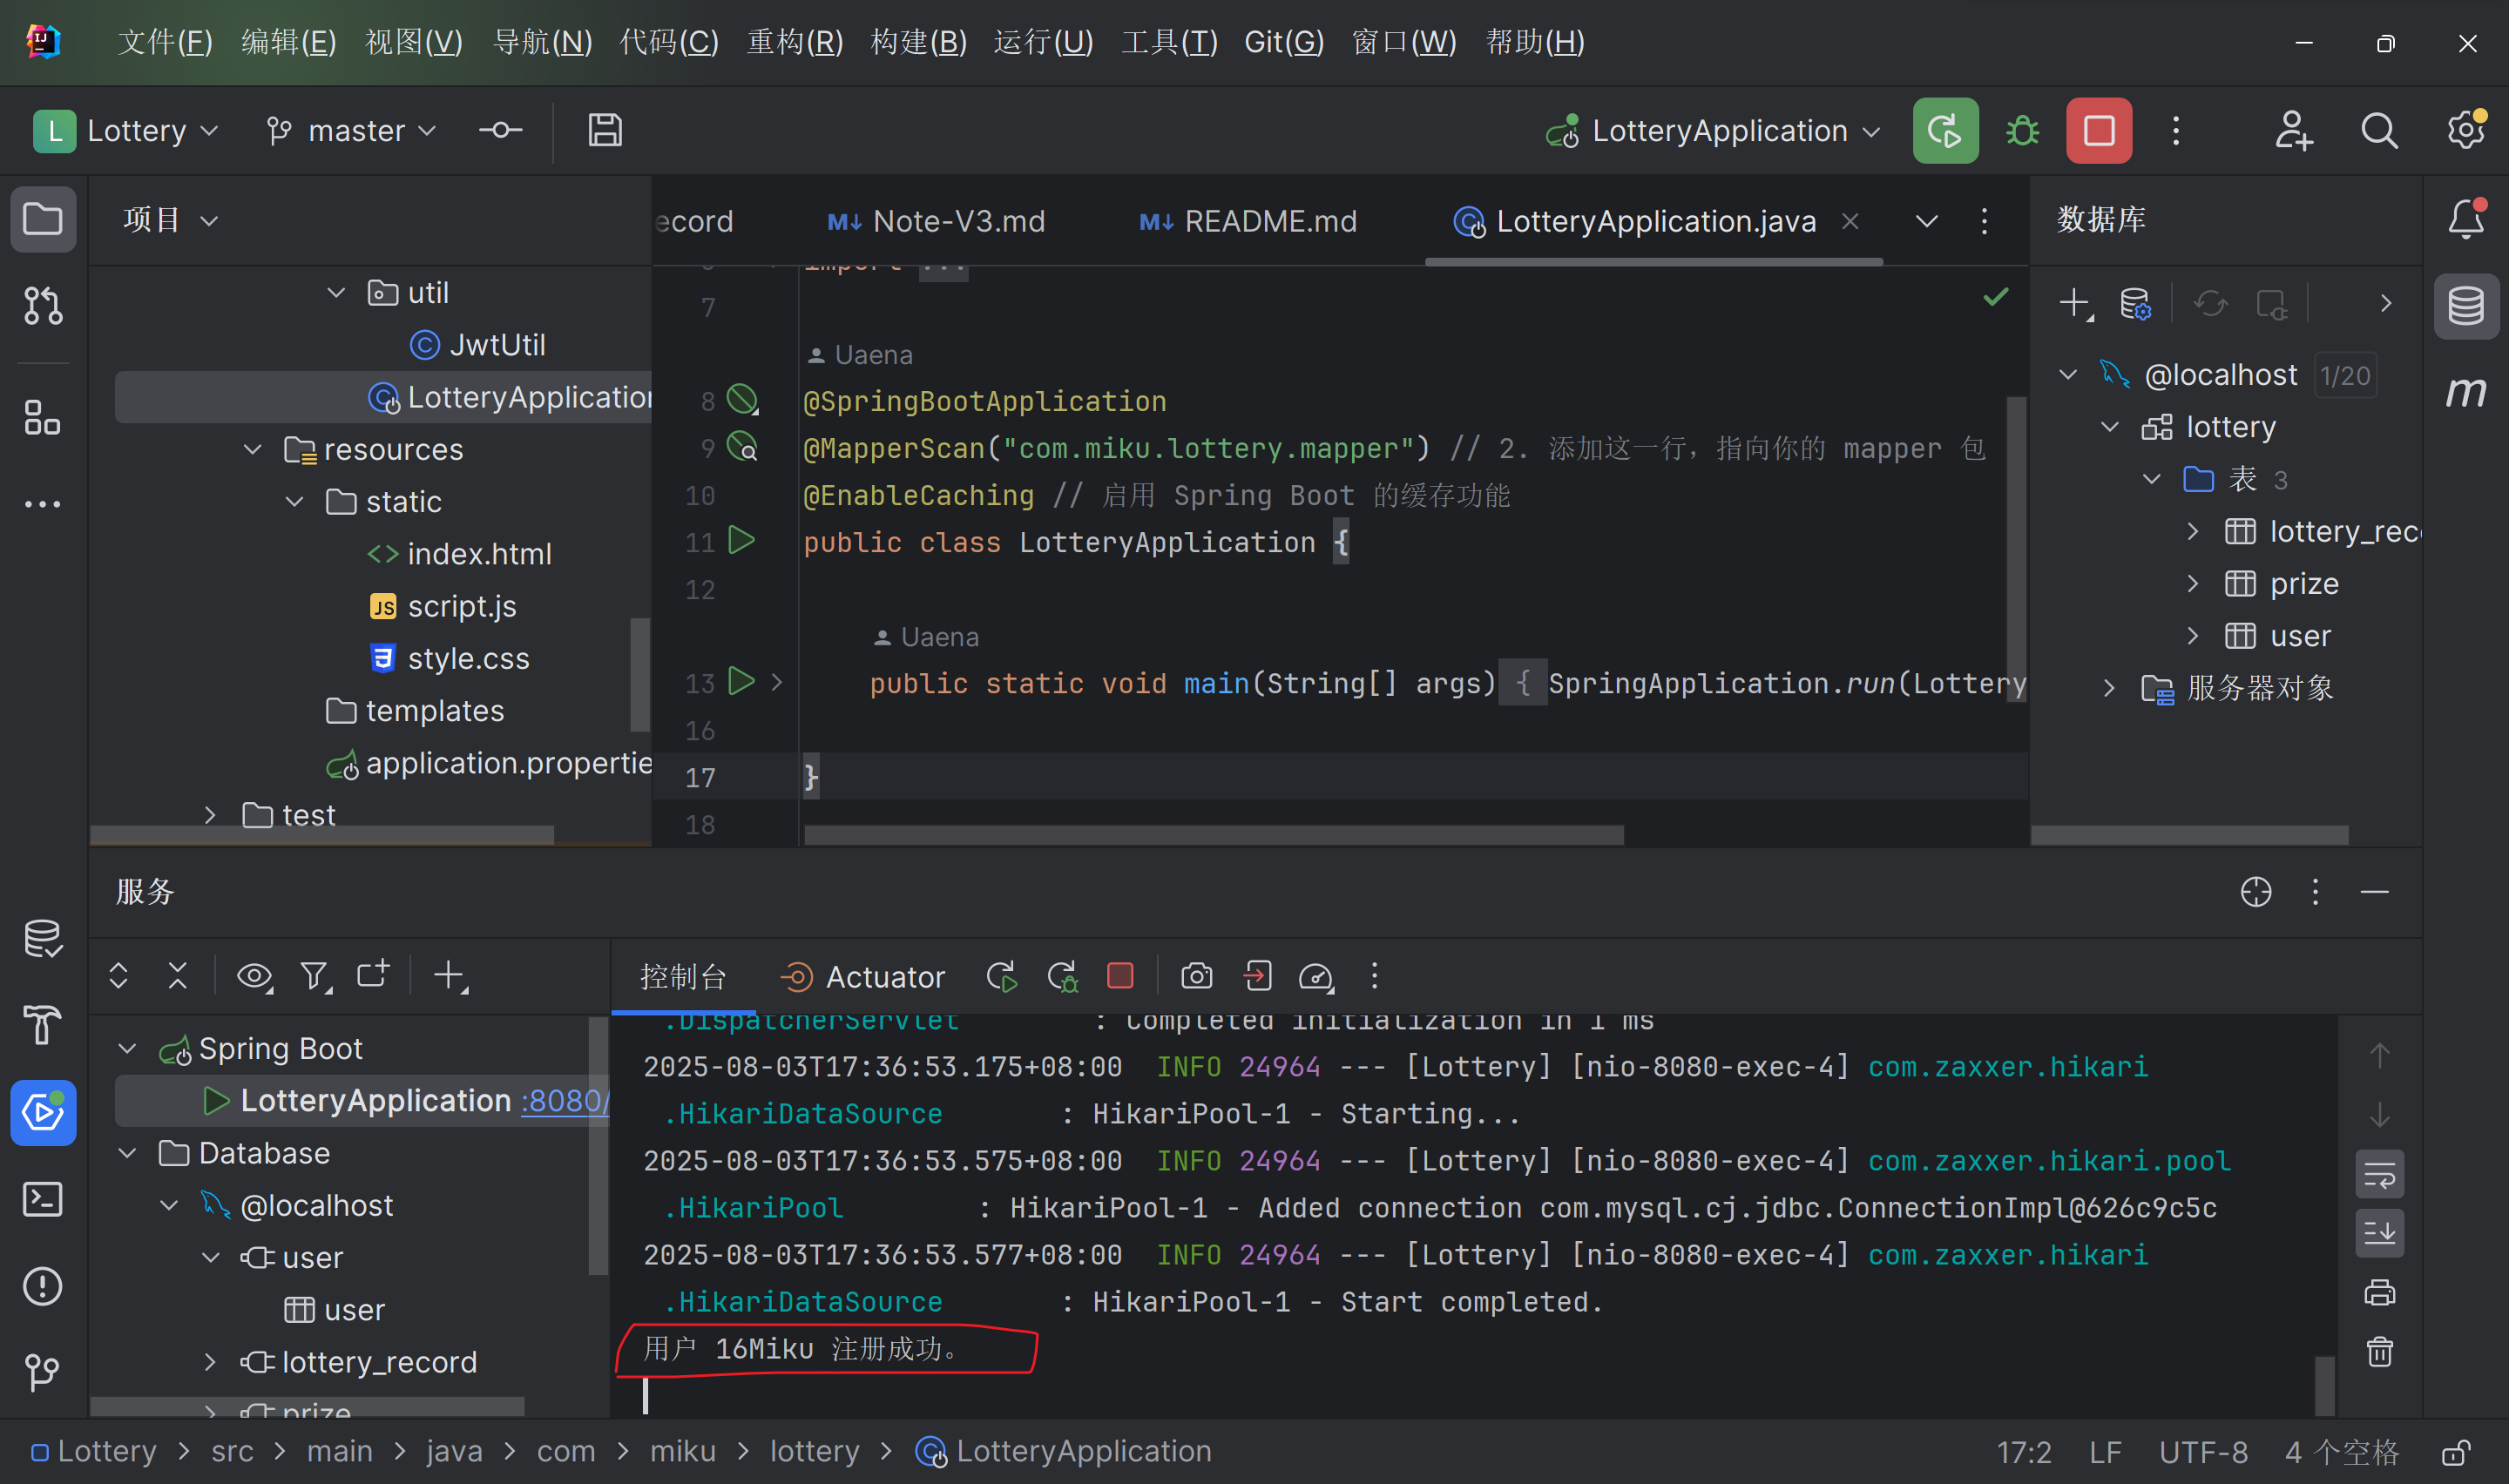 文件(F) 编辑(E) 视图(V) 导航(N) 代码(C) 重构(R) 构建(B) 运行(U) 工具(T) Git(G) 窗口(W) 帮助(H)
L Lottery master LotteryApplication
项目
ecord Note-V3.md README.md LotteryApplication.java
数据库
util
JwtUtil
LotteryApplication
resources
static
index.html
script.js
style.css
templates
application.propertie
test
import ...
7
Uaena
8 @SpringBootApplication
9 @MapperScan("com.miku.lottery.mapper") // 2. 添加这一行，指向你的 mapper 包
10 @EnableCaching // 启用 Spring Boot 的缓存功能
11 public class LotteryApplication {
12
Uaena
13 public static void main(String[] args) { SpringApplication.run(Lottery
16
17 }
18
@localhost 1/20
lottery
表 3
lottery_reco
prize
user
服务器对象
m
服务
控制台 Actuator
Spring Boot
LotteryApplication :8080/
Database
@localhost
user
user
lottery_record
prize
.DispatcherServlet : Completed initialization in 1 ms
2025-08-03T17:36:53.175+08:00 INFO 24964 --- [Lottery] [nio-8080-exec-4] com.zaxxer.hikari
.HikariDataSource : HikariPool-1 - Starting...
2025-08-03T17:36:53.575+08:00 INFO 24964 --- [Lottery] [nio-8080-exec-4] com.zaxxer.hikari.pool
.HikariPool : HikariPool-1 - Added connection com.mysql.cj.jdbc.ConnectionImpl@626c9c5c
2025-08-03T17:36:53.577+08:00 INFO 24964 --- [Lottery] [nio-8080-exec-4] com.zaxxer.hikari
.HikariDataSource : HikariPool-1 - Start completed.
用户 16Miku 注册成功。
Lottery > src > main > java > com > miku > lottery > LotteryApplication
17:2 LF UTF-8 4 个空格